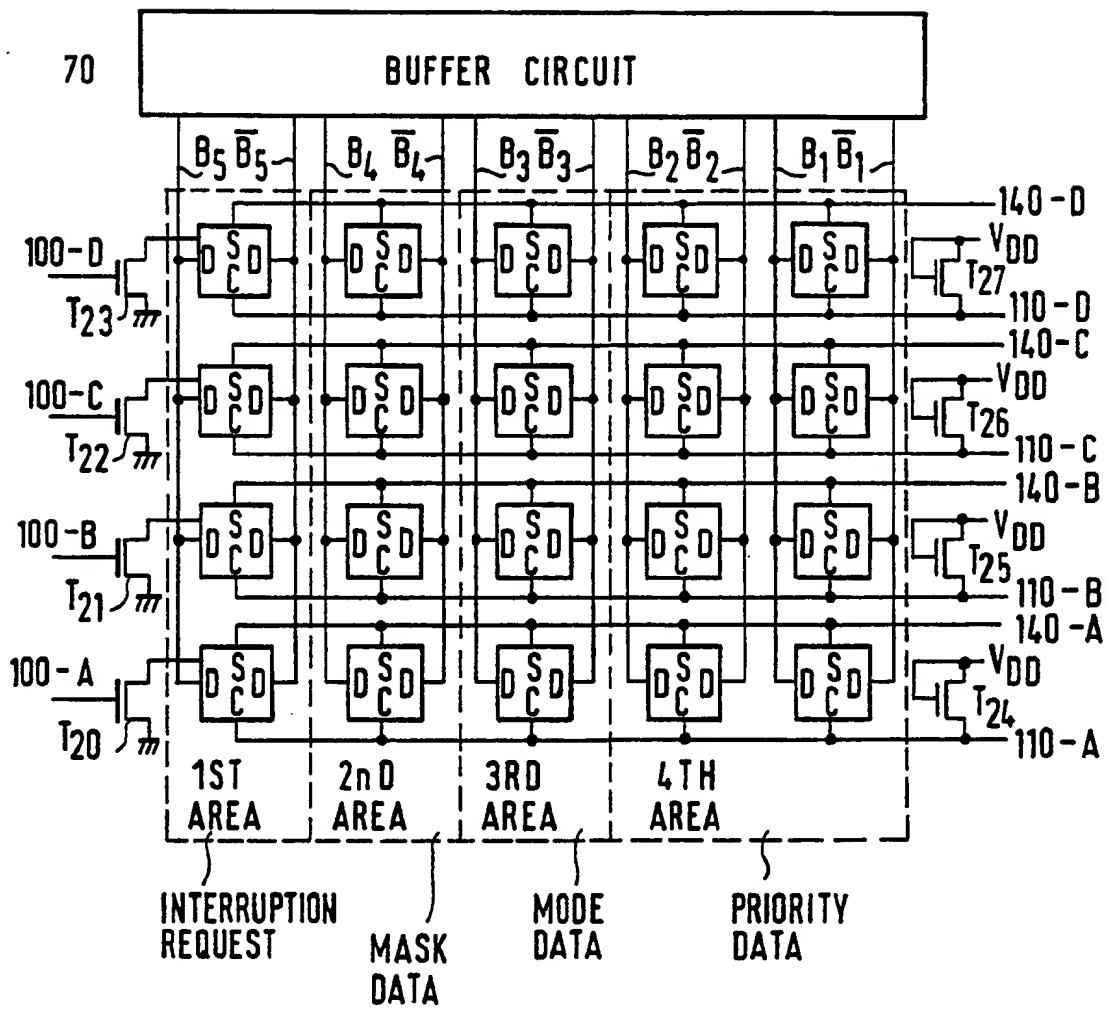 70 BUFFER CIRCUIT
B5 B̅5 B4 B̅4 B3 B̅3 B2 B̅2 B1 B̅1
140-D
100-D D S C D D S C D D S C D D S C D D S C D VDD
T23 T27
110-D
140-C
100-C D S C D D S C D D S C D D S C D D S C D VDD
T22 T26
110-C
140-B
100-B D S C D D S C D D S C D D S C D D S C D VDD
T21 T25
110-B
140-A
100-A D S C D D S C D D S C D D S C D D S C D VDD
T20 T24
110-A
1ST AREA
2nD AREA
3RD AREA
4TH AREA
INTERRUPTION REQUEST
MASK DATA
MODE DATA
PRIORITY DATA